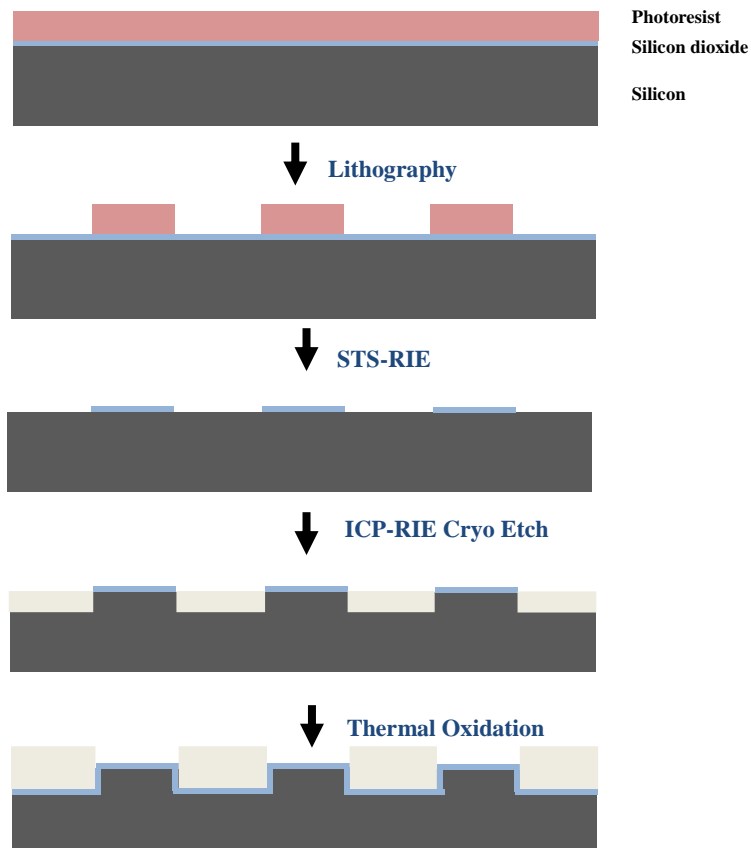 Photoresist
Silicon dioxide
Silicon
Lithography
STS-RIE
ICP-RIE Cryo Etch
Thermal Oxidation